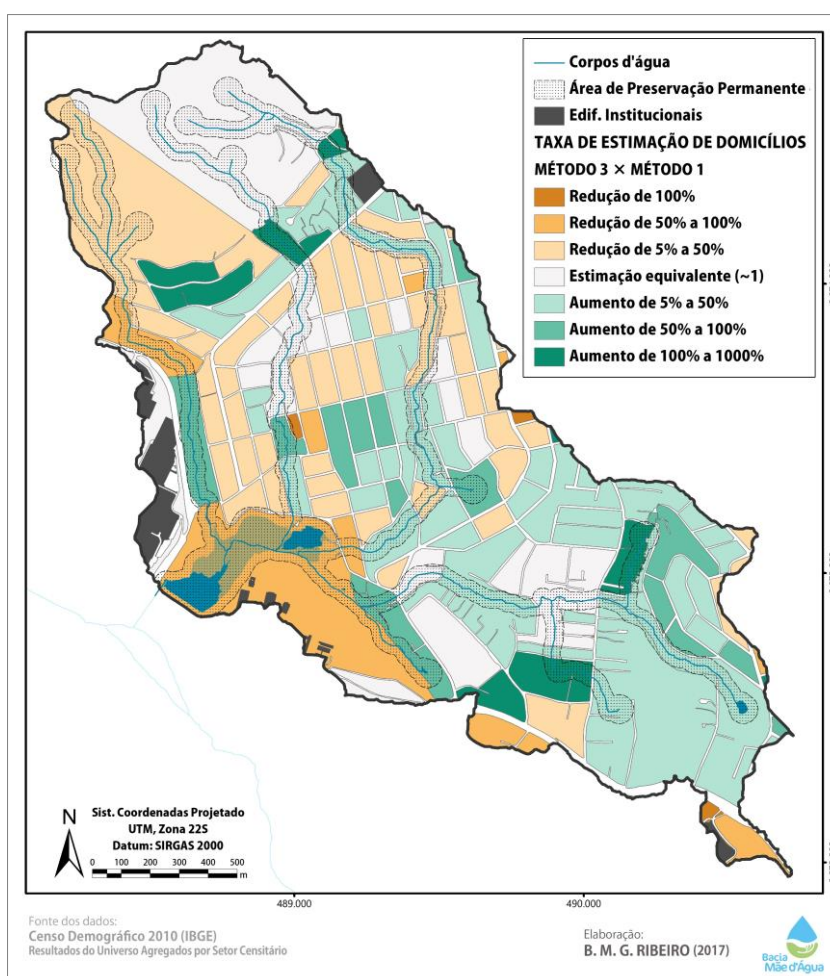 Corpos d'água
Área de Preservação Permanente
Edif. Institucionais
TAXA DE ESTIMAÇÃO DE DOMICÍLIOS
MÉTODO 3 × MÉTODO 1
Redução de 100%
Redução de 50% a 100%
Redução de 5% a 50%
Estimação equivalente (~1)
Aumento de 5% a 50%
Aumento de 50% a 100%
Aumento de 100% a 1000%
N
Sist. Coordenadas Projetado
UTM, Zona 22S
Datum: SIRGAS 2000
0 100 200 300 400 500
m
489.000
490.000
Fonte dos dados:
Censo Demográfico 2010 (IBGE)
Resultados do Universo Agregados por Setor Censitário
Elaboração:
B. M. G. RIBEIRO (2017)
Bacia
Mãe d'Água